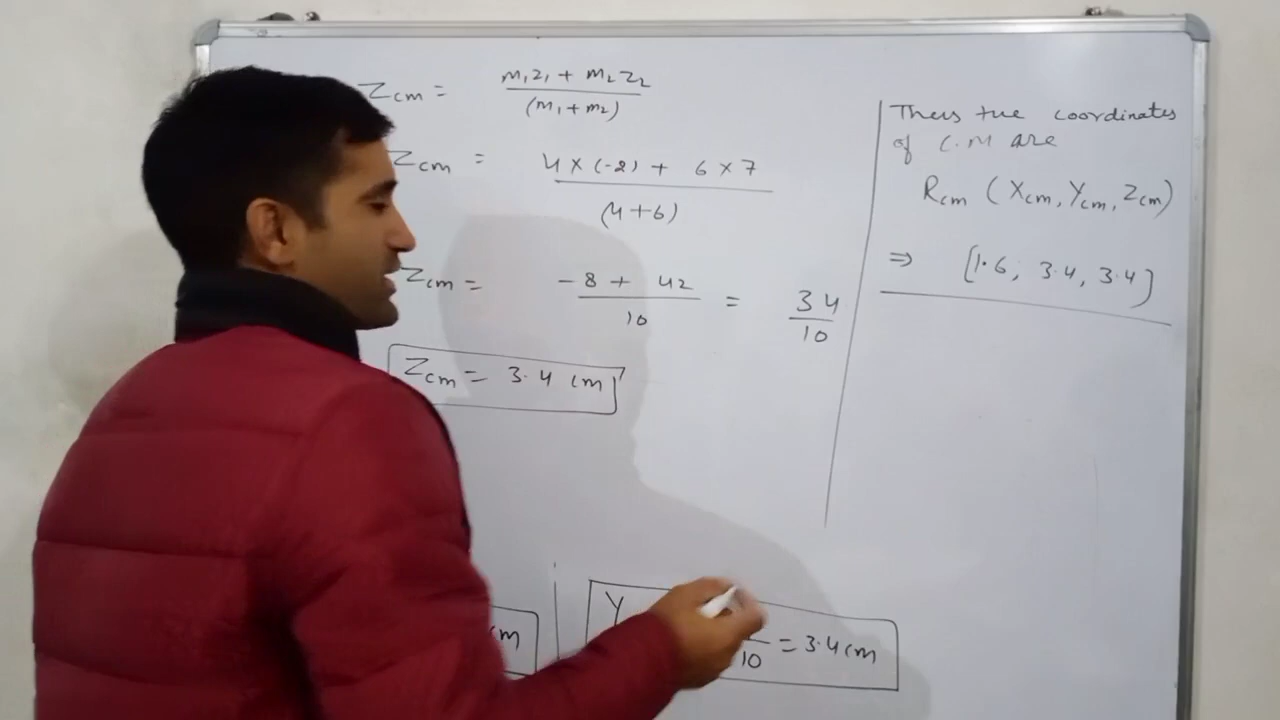 Zcm = m₁z₁ + m₂z₂ / (m₁+m₂)
Zcm = 4×(-2) + 6×7 / (4+6)
Zcm = -8 + 42 / 10 = 34 / 10
Zcm = 3.4 cm
cm
Y
10 = 3.4 cm
Thus the coordinates
of C.M are
Rcm (Xcm, Ycm, Zcm)
⇒ [1.6, 3.4, 3.4]